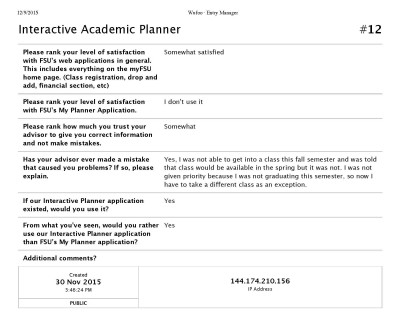 12/9/2015 Wufoo · Entry Manager
Interactive Academic Planner #12
Please rank your level of satisfaction Somewhat satisfied
with FSU's web applications in general.
This includes everything on the myFSU
home page. (Class registration, drop and
add, financial section, etc)
Please rank your level of satisfaction I don't use it
with FSU's My Planner Application.
Please rank how much you trust your Somewhat
advisor to give you correct information
and not make mistakes.
Has your advisor ever made a mistake Yes, I was not able to get into a class this fall semester and was told
that caused you problems? If so, please that class would be available in the spring but it was not. I was not
explain. given priority because I was not graduating this semester, so now I
have to take a different class as an exception.
If our Interactive Planner application Yes
existed, would you use it?
From what you've seen, would you rather Yes
use our Interactive Planner application
than FSU's My Planner application?
Additional comments?
Created
30 Nov 2015
3:46:24 PM
PUBLIC
144.174.210.156
IP Address